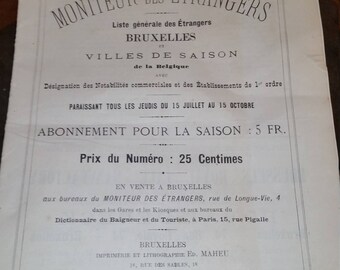 MONITEUR DES ÉTRANGERS
Liste générale des Étrangers
BRUXELLES
ET
VILLES DE SAISON
de la Belgique
AVEC
Désignation des Notabilités commerciales et des Établissements de 1er ordre
PARAISSANT TOUS LES JEUDIS DU 15 JUILLET AU 15 OCTOBRE
ABONNEMENT POUR LA SAISON : 5 FR.
Prix du Numéro : 25 Centimes
EN VENTE A BRUXELLES
aux bureaux du MONITEUR DES ÉTRANGERS, rue de Longue-Vie, 4
dans les Gares et les Kiosques et aux bureaux du
Dictionnaire du Baigneur et du Touriste, à Paris, 15, rue Pigalle
BRUXELLES
IMPRIMERIE ET LITHOGRAPHIE ED. MAHEU
RUE DES SABLES